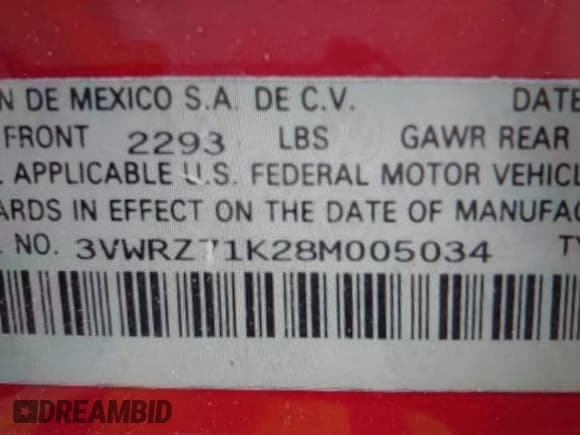 N DE MEXICO S.A. DE C.V. DATE
FRONT 2293 LBS GAWR REAR
APPLICABLE U.S. FEDERAL MOTOR VEHICL
ARDS IN EFFECT ON THE DATE OF MANUFAC
NO. 3VWRZ71K28M005034 TY
DREAMBID